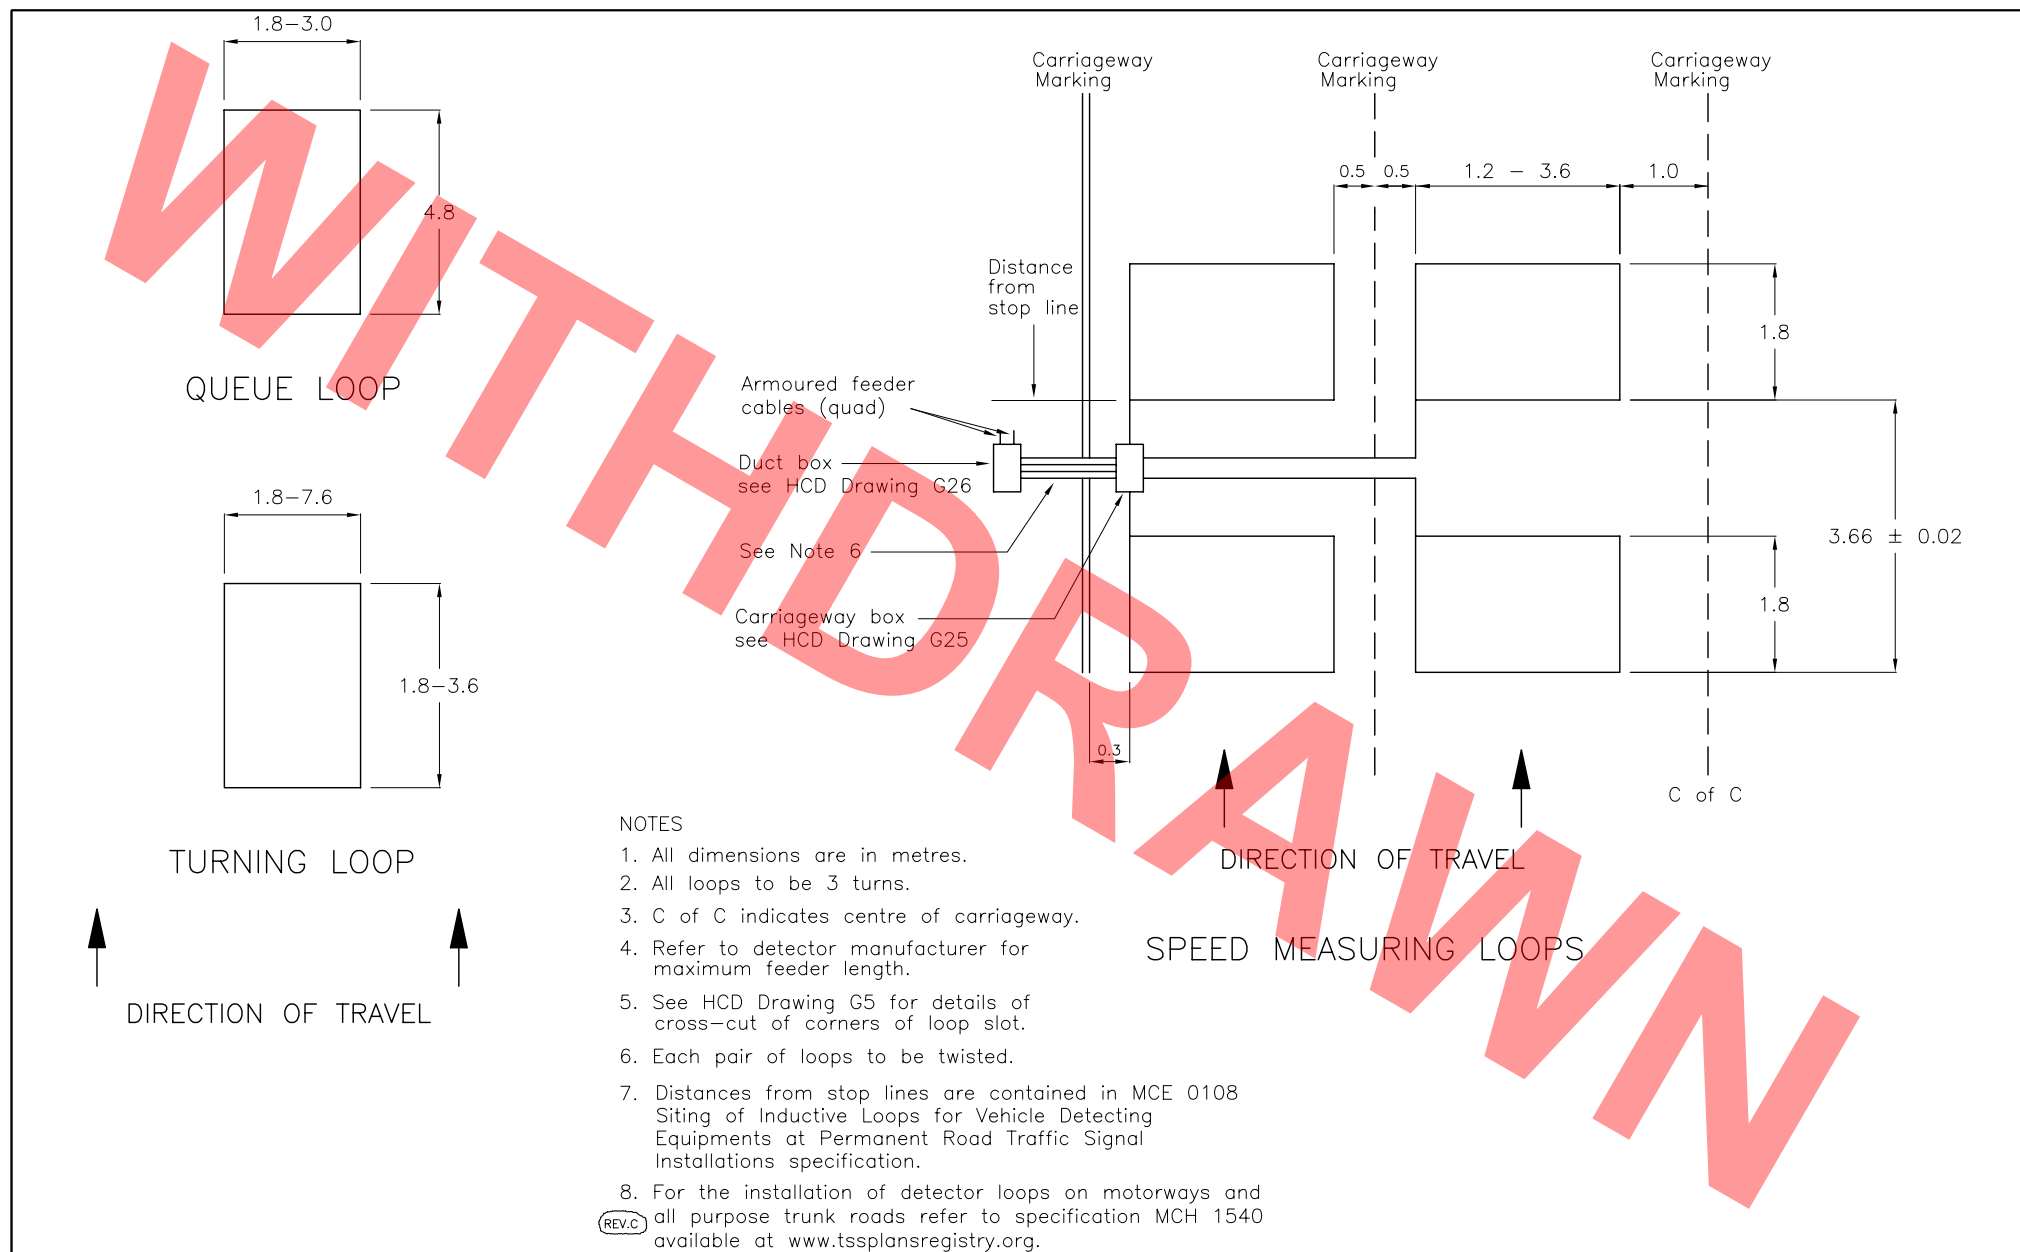 1.8-3.0
4.8
QUEUE LOOP
1.8-7.6
1.8-3.6
TURNING LOOP
DIRECTION OF TRAVEL
Carriageway
Marking
Carriageway
Marking
Carriageway
Marking
0.5
0.5
1.2 - 3.6
1.0
Distance
from
stop line
1.8
Armoured feeder
cables (quad)
Duct box
see HCD Drawing G26
See Note 6
3.66 ± 0.02
Carriageway box
see HCD Drawing G25
1.8
0.3
C of C
DIRECTION OF TRAVEL
SPEED MEASURING LOOPS
NOTES
1. All dimensions are in metres.
2. All loops to be 3 turns.
3. C of C indicates centre of carriageway.
4. Refer to detector manufacturer for
maximum feeder length.
5. See HCD Drawing G5 for details of
cross-cut of corners of loop slot.
6. Each pair of loops to be twisted.
7. Distances from stop lines are contained in MCE 0108
Siting of Inductive Loops for Vehicle Detecting
Equipments at Permanent Road Traffic Signal
Installations specification.
8. For the installation of detector loops on motorways and
REV.C all purpose trunk roads refer to specification MCH 1540
available at www.tssplansregistry.org.
WITHDRAWN